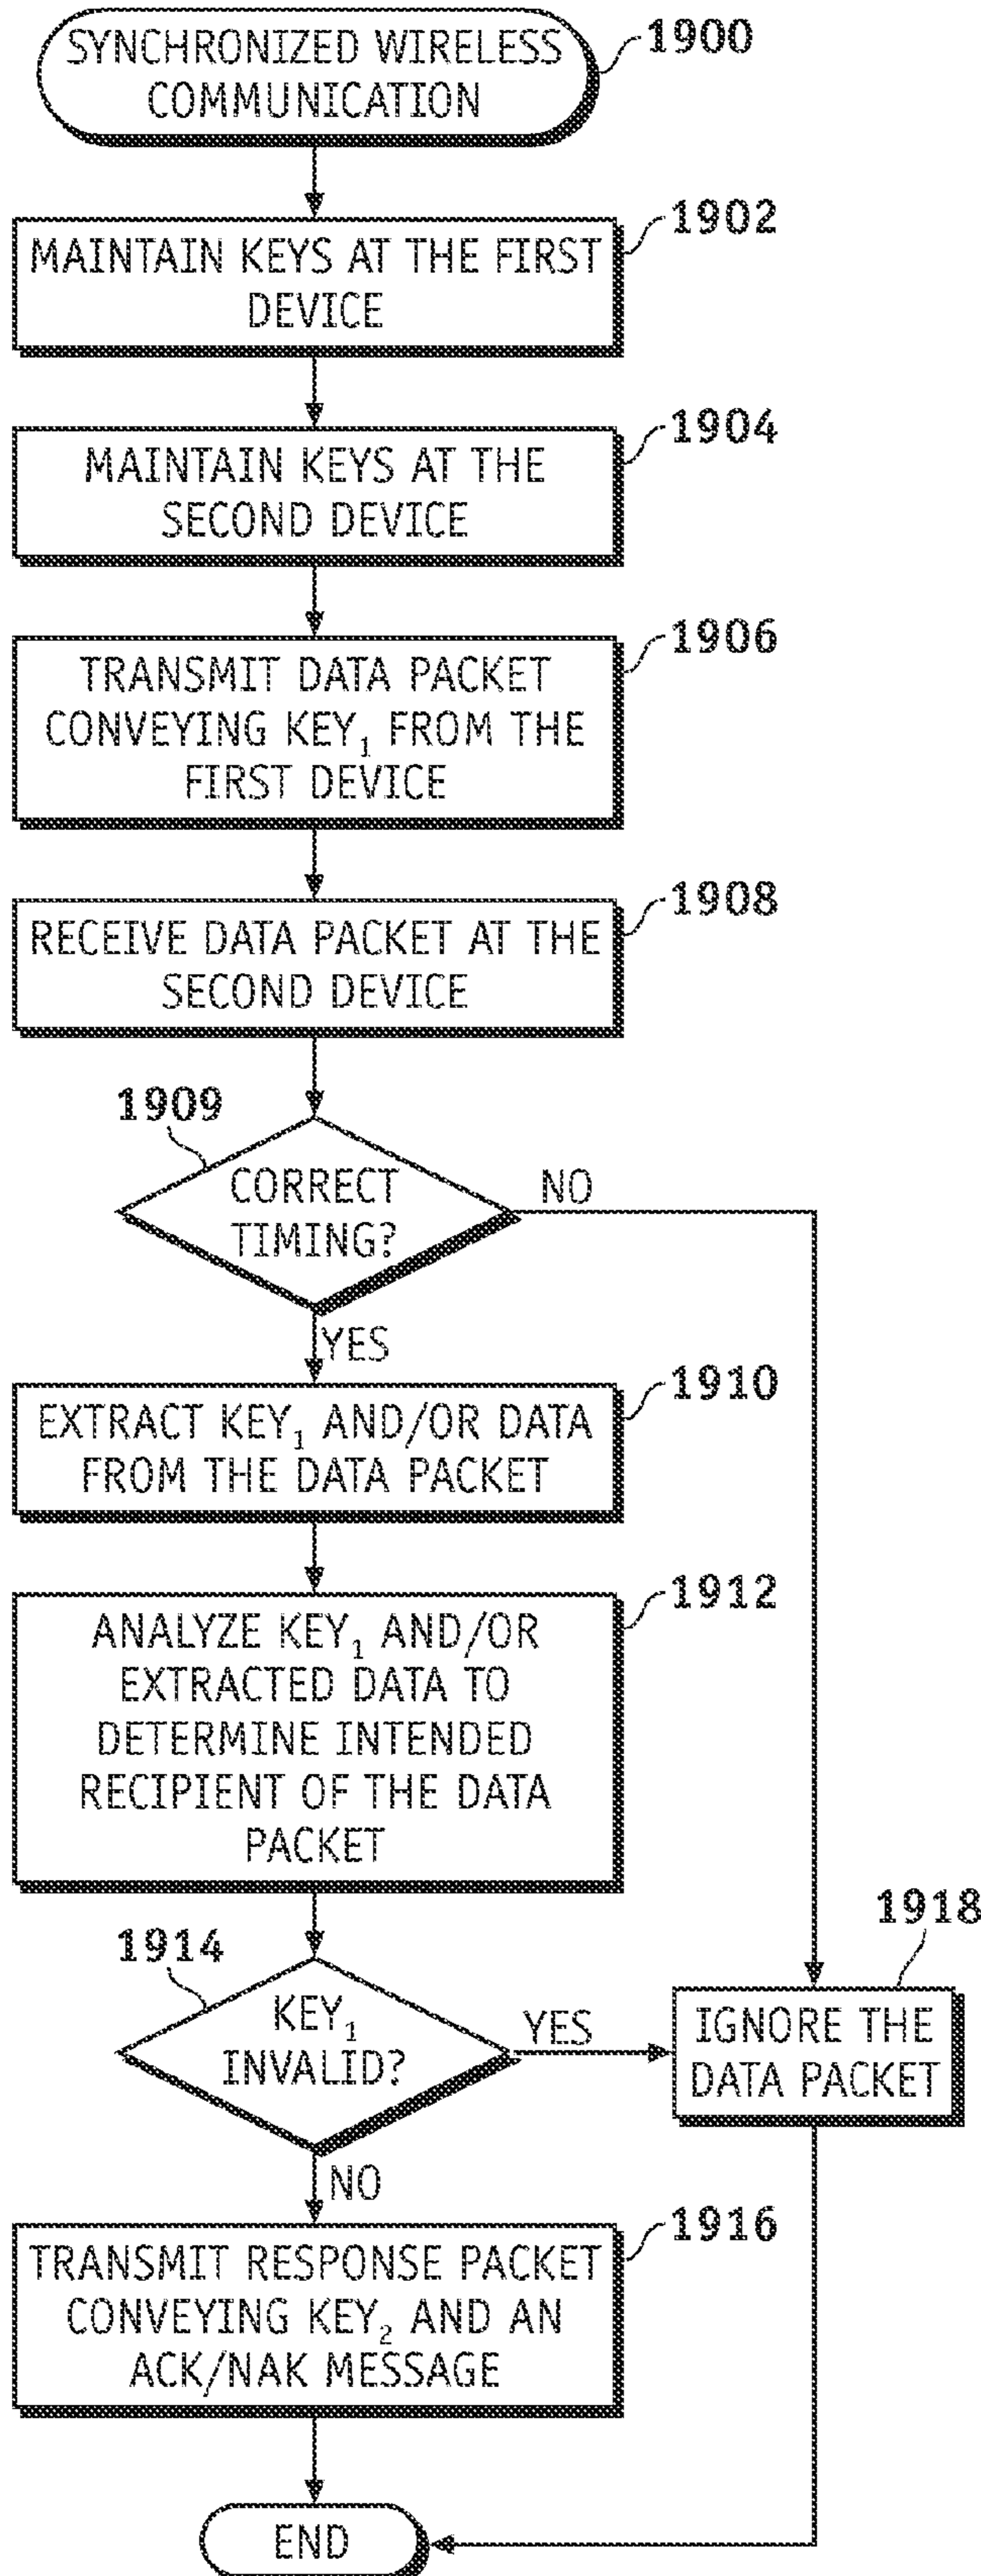 SYNCHRONIZED WIRELESS
COMMUNICATION
1900
1902
MAINTAIN KEYS AT THE FIRST
DEVICE
1904
MAINTAIN KEYS AT THE
SECOND DEVICE
1906
TRANSMIT DATA PACKET
CONVEYING KEY₁ FROM THE
FIRST DEVICE
1908
RECEIVE DATA PACKET AT THE
SECOND DEVICE
1909
CORRECT
TIMING?
NO
YES
1910
EXTRACT KEY₁ AND/OR DATA
FROM THE DATA PACKET
1912
ANALYZE KEY₁ AND/OR
EXTRACTED DATA TO
DETERMINE INTENDED
RECIPIENT OF THE DATA
PACKET
1914
KEY₁
INVALID?
YES
1918
IGNORE THE
DATA PACKET
NO
1916
TRANSMIT RESPONSE PACKET
CONVEYING KEY₂ AND AN
ACK/NAK MESSAGE
END